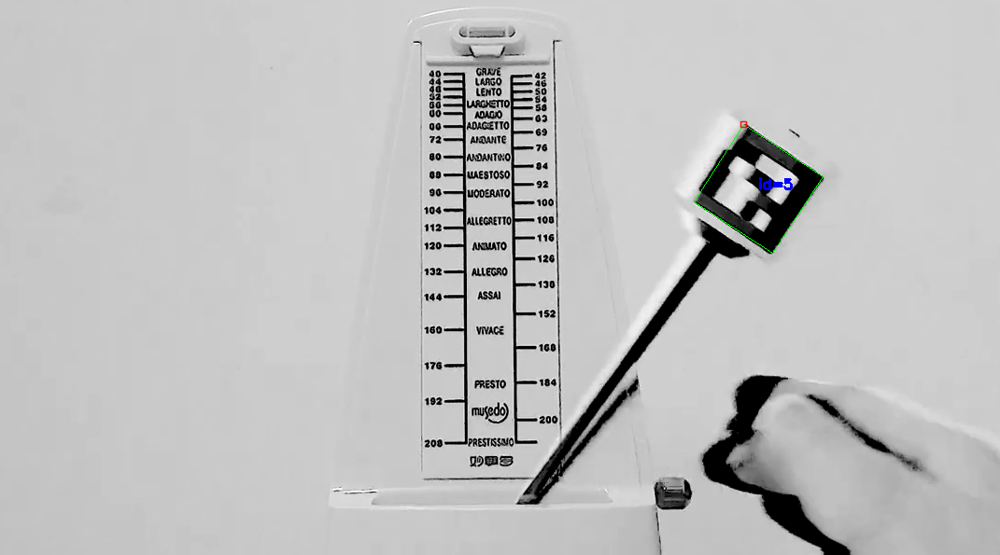 40 GRAVE 42
44 LARGO 46
48 LENTO 50
52 54
56 LARGHETTO 58
60 ADAGIO 63
66 ADAGIETTO 69
72 ANDANTE 76
80 ANDANTINO 84
88 MAESTOSO 92
96 MODERATO 100
104 ALLEGRETTO 108
112 116
120 ANIMATO 126
132 ALLEGRO 138
144 ASSAI 152
160 VIVACE 168
176 184
PRESTO
192 musedo 200
208 PRESTISSIMO
id=5